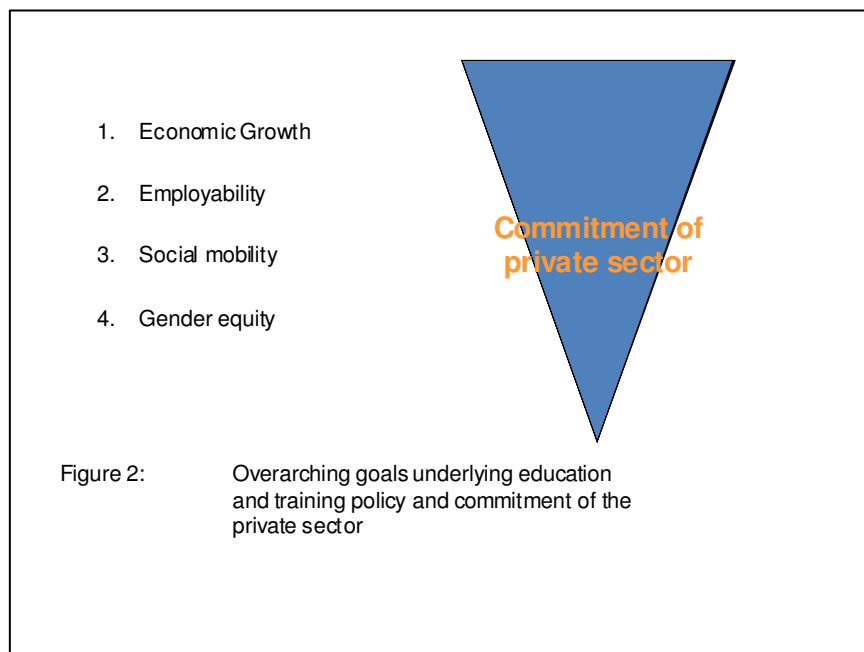 1. Economic Growth
2. Employability
3. Social mobility
4. Gender equity
Commitment of
private sector
Figure 2: Overarching goals underlying education
and training policy and commitment of the
private sector